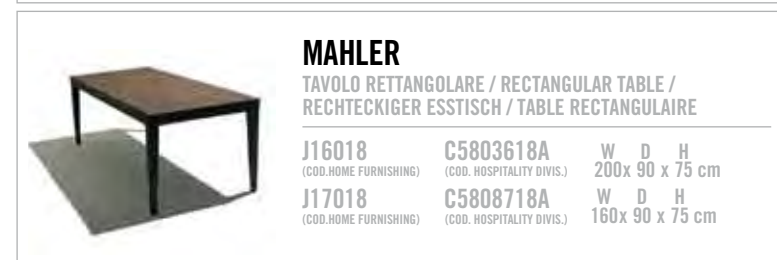 MAHLER
TAVOLO RETTANGOLARE / RECTANGULAR TABLE /
RECHTECKIGER ESSTISCH / TABLE RECTANGULAIRE
J16018 C5803618A W D H
(COD.HOME FURNISHING) (COD. HOSPITALITY DIVIS.) 200x 90 x 75 cm
J17018 C5808718A W D H
(COD.HOME FURNISHING) (COD. HOSPITALITY DIVIS.) 160x 90 x 75 cm